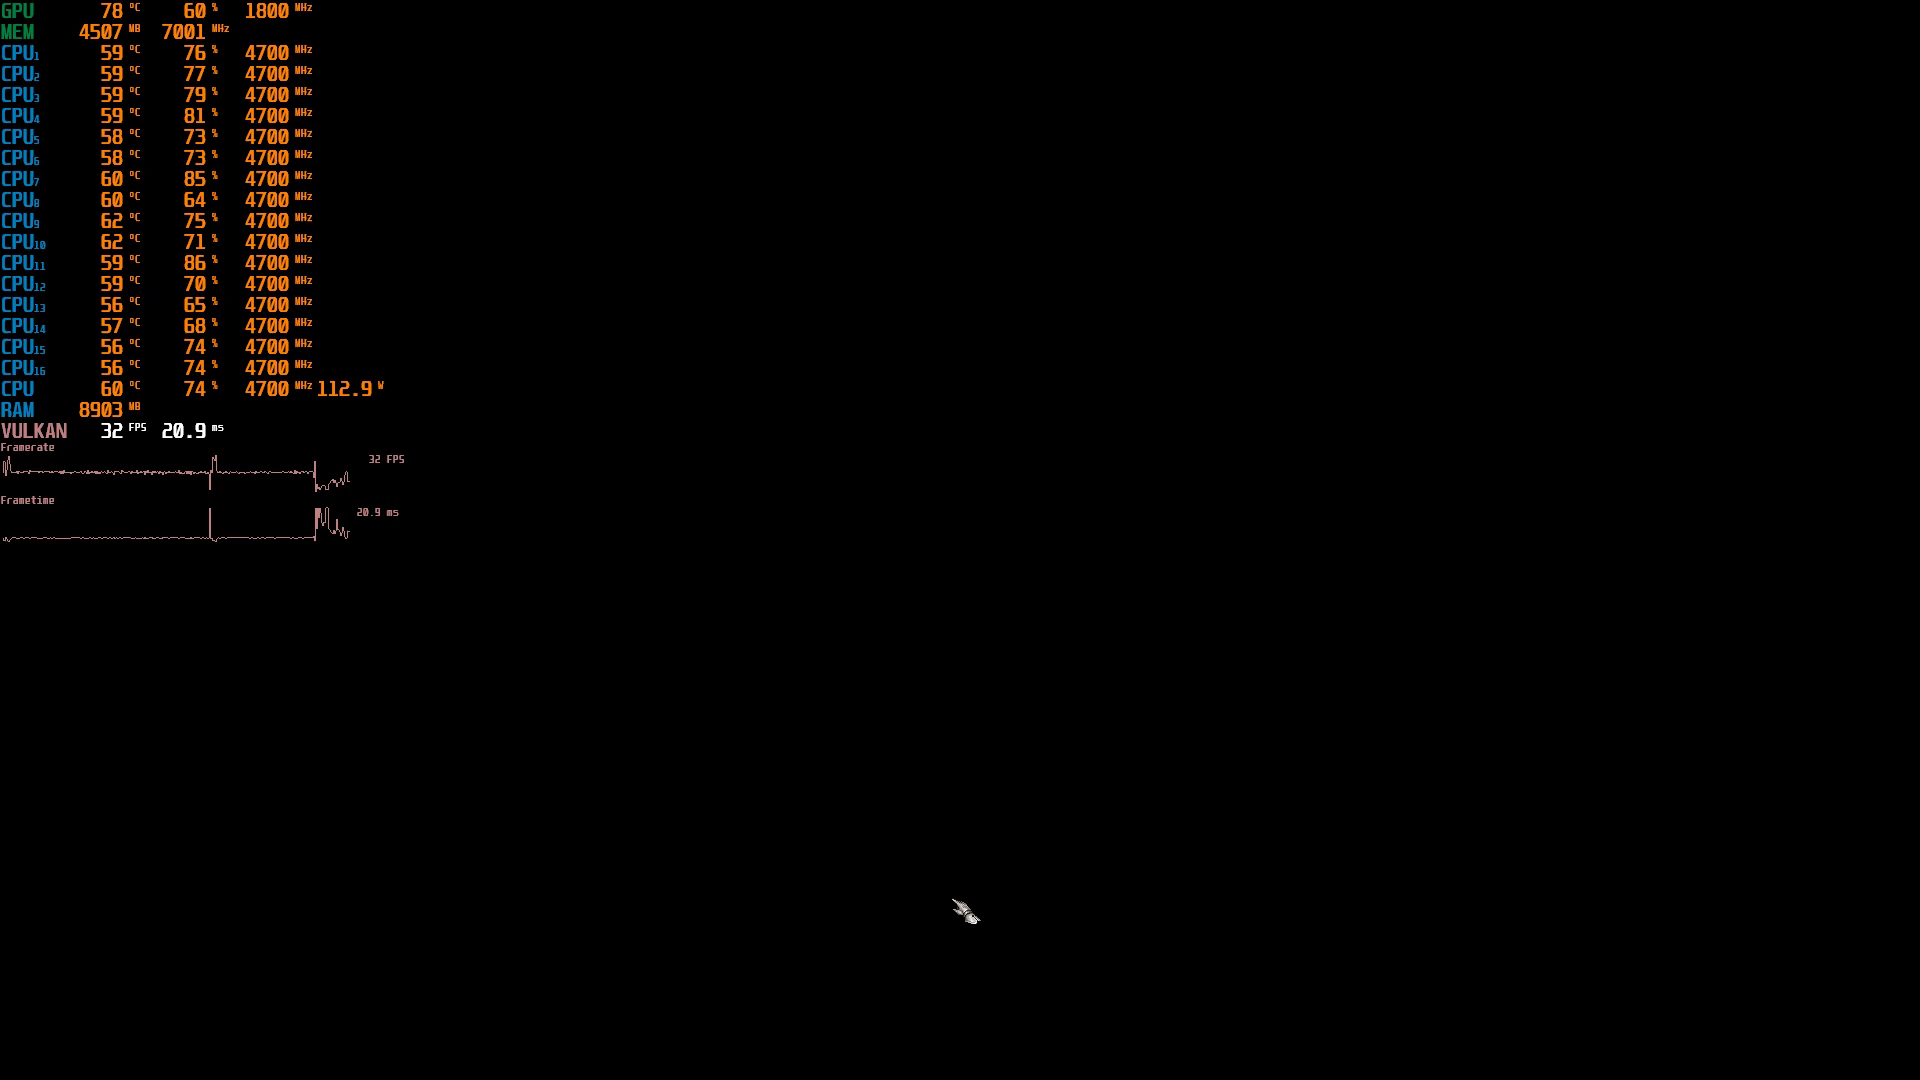 GPU 78 °C 60 % 1800 MHz
MEM 4507 MB 7001 MHz
CPU1 59 °C 76 % 4700 MHz
CPU2 59 °C 77 % 4700 MHz
CPU3 59 °C 79 % 4700 MHz
CPU4 59 °C 81 % 4700 MHz
CPU5 58 °C 73 % 4700 MHz
CPU6 58 °C 73 % 4700 MHz
CPU7 60 °C 85 % 4700 MHz
CPU8 60 °C 64 % 4700 MHz
CPU9 62 °C 75 % 4700 MHz
CPU10 62 °C 71 % 4700 MHz
CPU11 59 °C 86 % 4700 MHz
CPU12 59 °C 70 % 4700 MHz
CPU13 56 °C 65 % 4700 MHz
CPU14 57 °C 68 % 4700 MHz
CPU15 56 °C 74 % 4700 MHz
CPU16 56 °C 74 % 4700 MHz
CPU 60 °C 74 % 4700 MHz 112.9 W
RAM 8903 MB
VULKAN 32 FPS 20.9 ms
Framerate
32 FPS
Frametime
20.9 ms